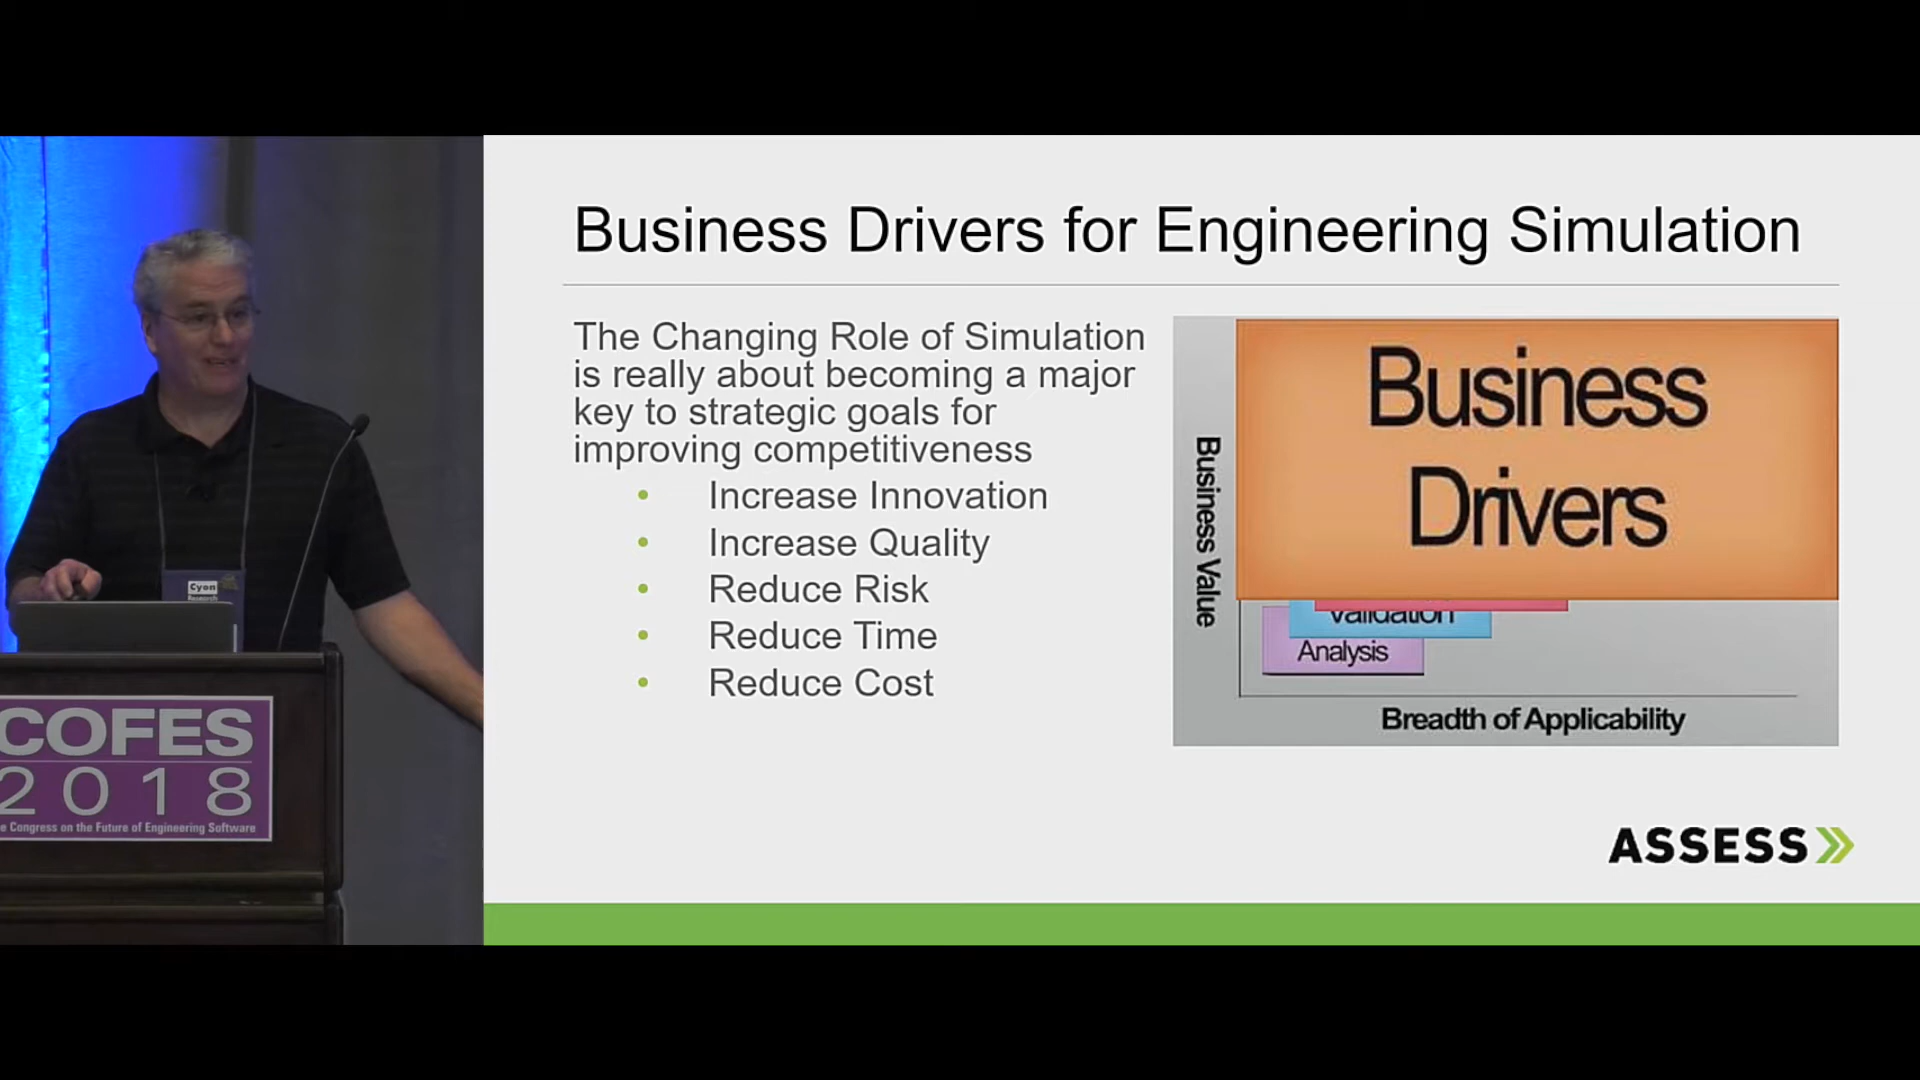 Business Drivers for Engineering Simulation
The Changing Role of Simulation
is really about becoming a major
key to strategic goals for
improving competitiveness
• Increase Innovation
• Increase Quality
• Reduce Risk
• Reduce Time
• Reduce Cost
Business
Drivers
Business Value
Validation
Analysis
Breadth of Applicability
ASSESS
Cyon
Research
COFES
2018
e Congress on the Future of Engineering Software